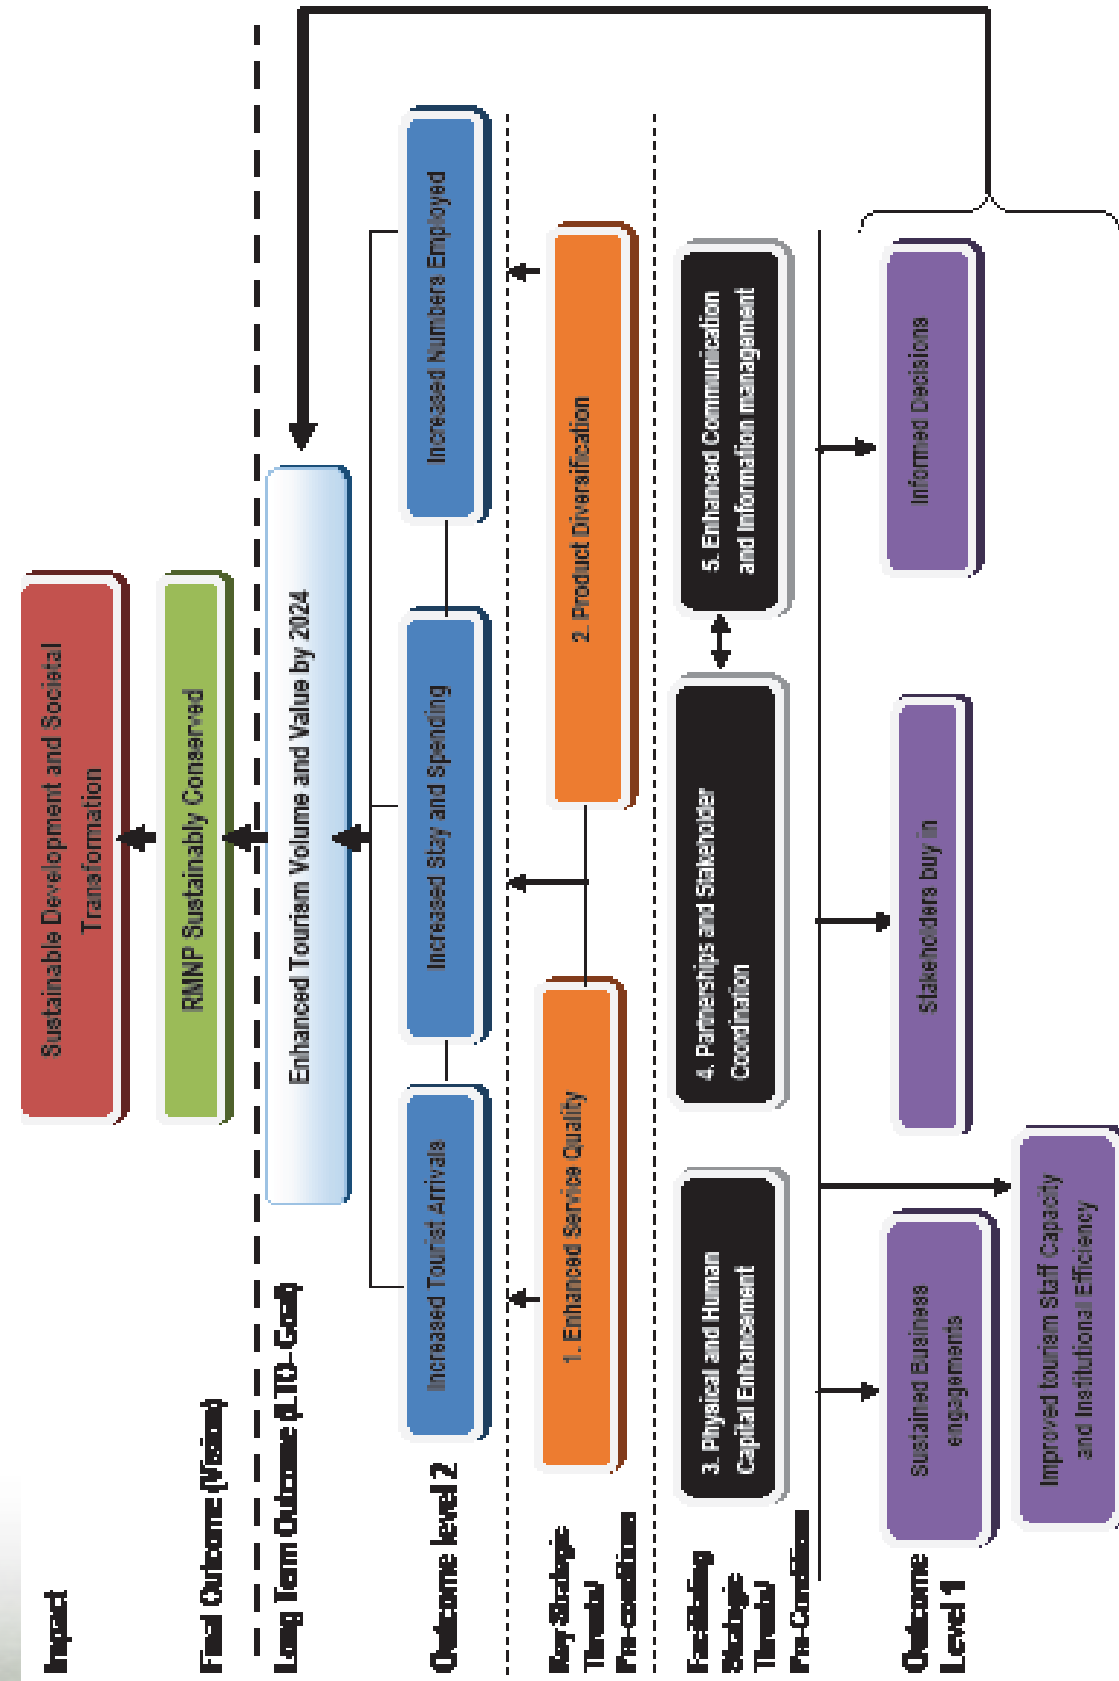 Impact
Sustainable Development and Societal
Transformation
Final Outcome (Vision)
RMNP Sustainably Conserved
Long Term Outcome (LTO- Goal)
Enhanced Tourism Volume and Value by 2024
Outcome level 2
Increased Tourist Arrivals
Increased Stay and Spending
Increased Numbers Employed
Key Strategic
Thrusts/
Pre-conditions
1. Enhanced Service Quality
2. Product Diversification
Facilitating
Strategic
Thrusts/
Pre-Conditions
3. Physical and Human
Capital Enhancement
4. Partnerships and Stakeholder
Coordination
5. Enhanced Communication
and Information management
Outcome
Level 1
Sustained Business
engagements
Improved tourism Staff Capacity
and Institutional Efficiency
Stakeholders buy in
Informed Decisions